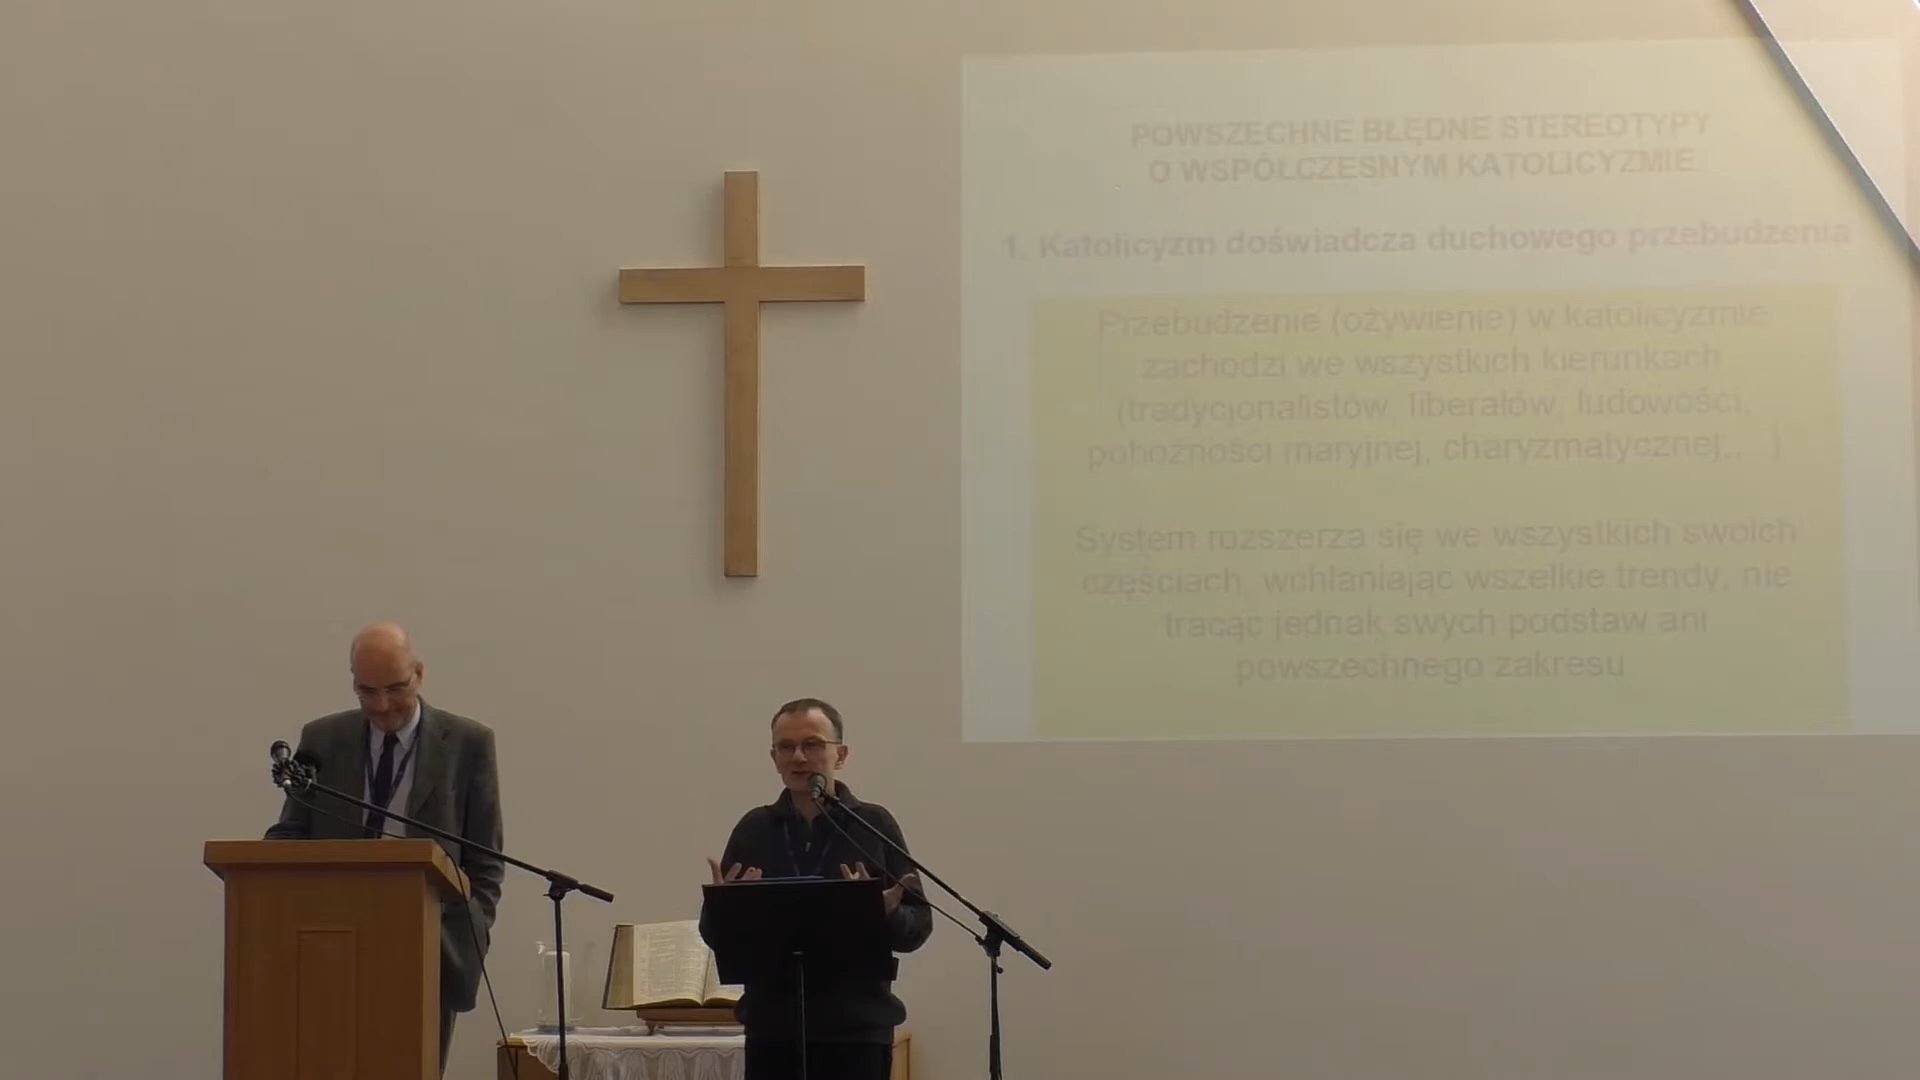 POWSZECHNE BŁĘDNE STEREOTYPY
O WSPÓŁCZESNYM KATOLICYZMIE
1. Katolicyzm doświadcza duchowego przebudzenia
Przebudzenie (ożywienie) w katolicyzmie
zachodzi we wszystkich kierunkach
(tradycjonalistów, liberałów, ludowości,
pobożności maryjnej, charyzmatycznej,...)
System rozszerza się we wszystkich swoich
częściach, wchłaniając wszelkie trendy, nie
tracąc jednak swych podstaw ani
powszechnego zakresu